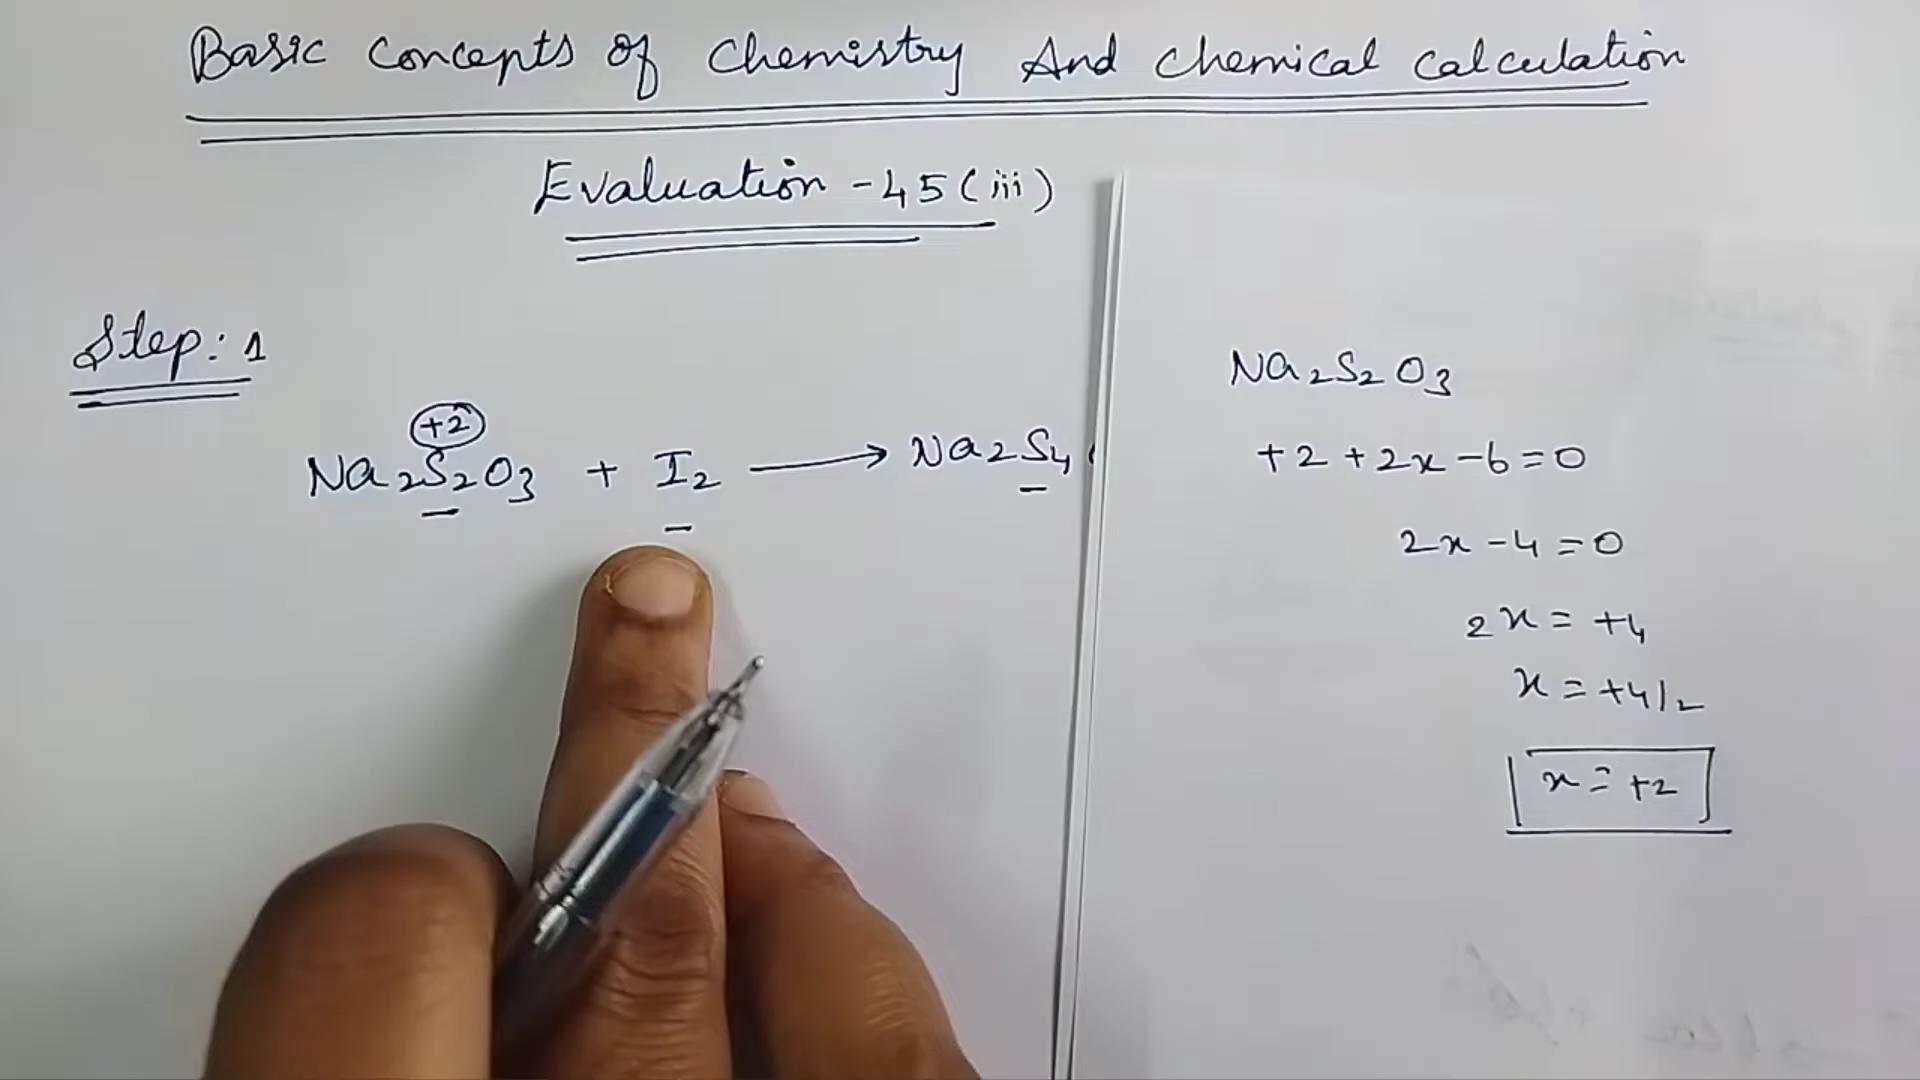 Basic Concepts of Chemistry And Chemical Calculation
Evaluation - 45(iii)
Step: 1
+2
Na2S2O3 + I2 ⟶ Na2S4
Na2S2O3
+2+2x-6=0
2x-4=0
2x=+4
x=+4/2
x=+2